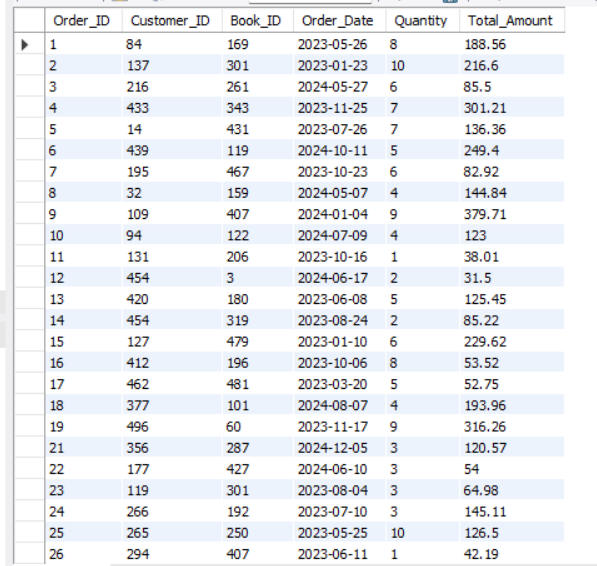 Order_ID Customer_ID Book_ID Order_Date Quantity Total_Amount
1 84 169 2023-05-26 8 188.56
2 137 301 2023-01-23 10 216.6
3 216 261 2024-05-27 6 85.5
4 433 343 2023-11-25 7 301.21
5 14 431 2023-07-26 7 136.36
6 439 119 2024-10-11 5 249.4
7 195 467 2023-10-23 6 82.92
8 32 159 2024-05-07 4 144.84
9 109 407 2024-01-04 9 379.71
10 94 122 2024-07-09 4 123
11 131 206 2023-10-16 1 38.01
12 454 3 2024-06-17 2 31.5
13 420 180 2023-06-08 5 125.45
14 454 319 2023-08-24 2 85.22
15 127 479 2023-01-10 6 229.62
16 412 196 2023-10-06 8 53.52
17 462 481 2023-03-20 5 52.75
18 377 101 2024-08-07 4 193.96
19 496 60 2023-11-17 9 316.26
21 356 287 2024-12-05 3 120.57
22 177 427 2024-06-10 3 54
23 119 301 2023-08-04 3 64.98
24 266 192 2023-07-10 3 145.11
25 265 250 2023-05-25 10 126.5
26 294 407 2023-06-11 1 42.19